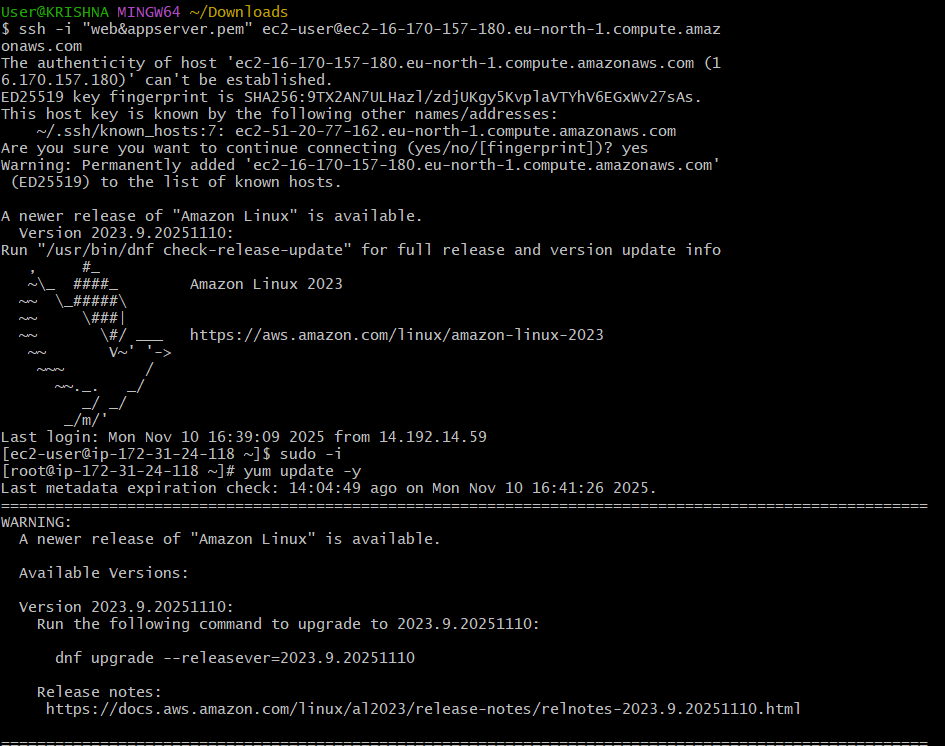 User@KRISHNA MINGW64 ~/Downloads
$ ssh -i "web&appserver.pem" ec2-user@ec2-16-170-157-180.eu-north-1.compute.amaz
onaws.com
The authenticity of host 'ec2-16-170-157-180.eu-north-1.compute.amazonaws.com (1
6.170.157.180)' can't be established.
ED25519 key fingerprint is SHA256:9TX2AN7ULHazl/zdjUKgy5KvplaVTYhV6EGxWv27sAs.
This host key is known by the following other names/addresses:
    ~/.ssh/known_hosts:7: ec2-51-20-77-162.eu-north-1.compute.amazonaws.com
Are you sure you want to continue connecting (yes/no/[fingerprint])? yes
Warning: Permanently added 'ec2-16-170-157-180.eu-north-1.compute.amazonaws.com'
 (ED25519) to the list of known hosts.

A newer release of "Amazon Linux" is available.
  Version 2023.9.20251110:
Run "/usr/bin/dnf check-release-update" for full release and version update info
   ,     #_
   ~\_  ####_        Amazon Linux 2023
  ~~  \_#####\
  ~~     \###|
  ~~       \#/ ___   https://aws.amazon.com/linux/amazon-linux-2023
   ~~       V~' '->
    ~~~         /
      ~~._.   _/
         _/ _/
       _/m/'
Last login: Mon Nov 10 16:39:09 2025 from 14.192.14.59
[ec2-user@ip-172-31-24-118 ~]$ sudo -i
[root@ip-172-31-24-118 ~]# yum update -y
Last metadata expiration check: 14:04:49 ago on Mon Nov 10 16:41:26 2025.
=======================================================================================================
WARNING:
  A newer release of "Amazon Linux" is available.

  Available Versions:

  Version 2023.9.20251110:
    Run the following command to upgrade to 2023.9.20251110:

      dnf upgrade --releasever=2023.9.20251110

    Release notes:
     https://docs.aws.amazon.com/linux/al2023/release-notes/relnotes-2023.9.20251110.html

=======================================================================================================